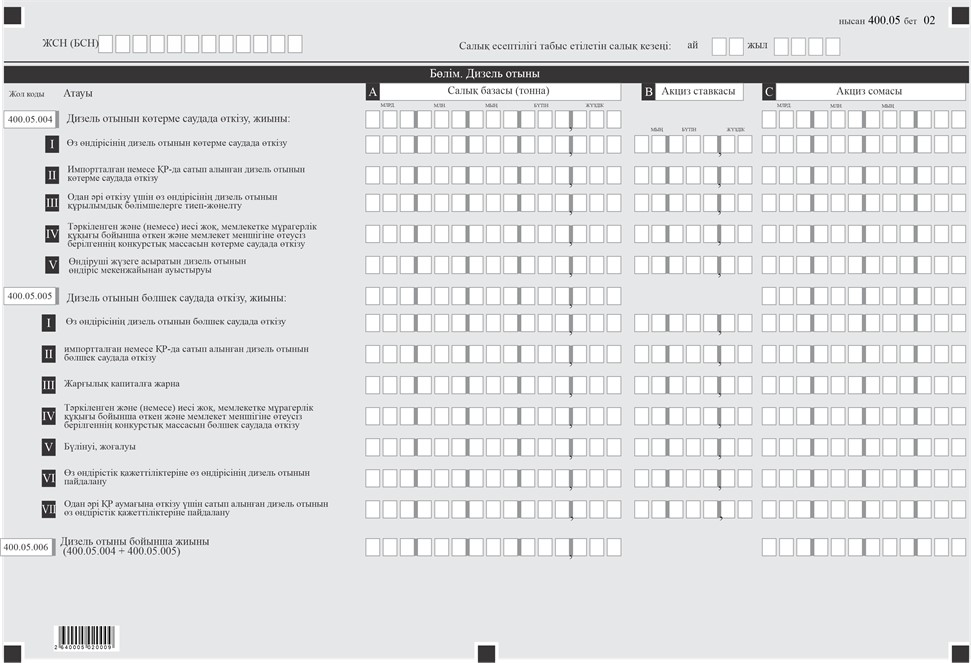 нысан 400.05 бет 02
ЖСН (БСН)
Салық есептілігі табыс етілетін салық кезеңі: ай жыл
Бөлім. Дизель отыны
Жол коды Атауы A Салық базасы (тонна) B Акциз ставкасы C Акциз сомасы
МЛРД МЛН МЫҢ БҮТІН ЖҮЗДІК МЛРД МЛН МЫҢ
400.05.004 Дизель отынын көтерме саудада өткізу, жиыны:
МЫҢ БҮТІН ЖҮЗДІК
I Өз өндірісінің дизель отынын көтерме саудада өткізу
II Импортталған немесе ҚР-да сатып алынған дизель отынын
көтерме саудада өткізу
III Одан әрі өткізу үшін өз өндірісінің дизель отынын
құрылымдық бөлімшелерге тиеп-жөнелту
IV Тәркіленген және (немесе) иесі жоқ, мемлекетке мұрагерлік
құқығы бойынша өткен және мемлекет меншігіне өтеусіз
берілгеннің конкурстық массасын көтерме саудада өткізу
V Өндіруші жүзеге асыратын дизель отынын
өндіріс мекенжайынан ауыстыруы
400.05.005 Дизель отынын бөлшек саудада өткізу, жиыны:
I Өз өндірісінің дизель отынын бөлшек саудада өткізу
II импортталған немесе ҚР-да сатып алынған дизель отынын
бөлшек саудада өткізу
III Жарғылық капиталға жарна
IV Тәркіленген және (немесе) иесі жоқ, мемлекетке мұрагерлік
құқығы бойынша өткен және мемлекет меншігіне өтеусіз
берілгеннің конкурстық массасын бөлшек саудада өткізу
V Бүлінуі, жоғалуы
VI Өз өндірістік қажеттіліктеріне өз өндірісінің дизель отынын
пайдалану
VII Одан әрі ҚР аумағына өткізу үшін сатып алынған дизель отынын
өз өндірістік қажеттіліктеріне пайдалану
400.05.006 Дизель отыны бойынша жиыны
(400.05.004 + 400.05.005)
2 640005 020009